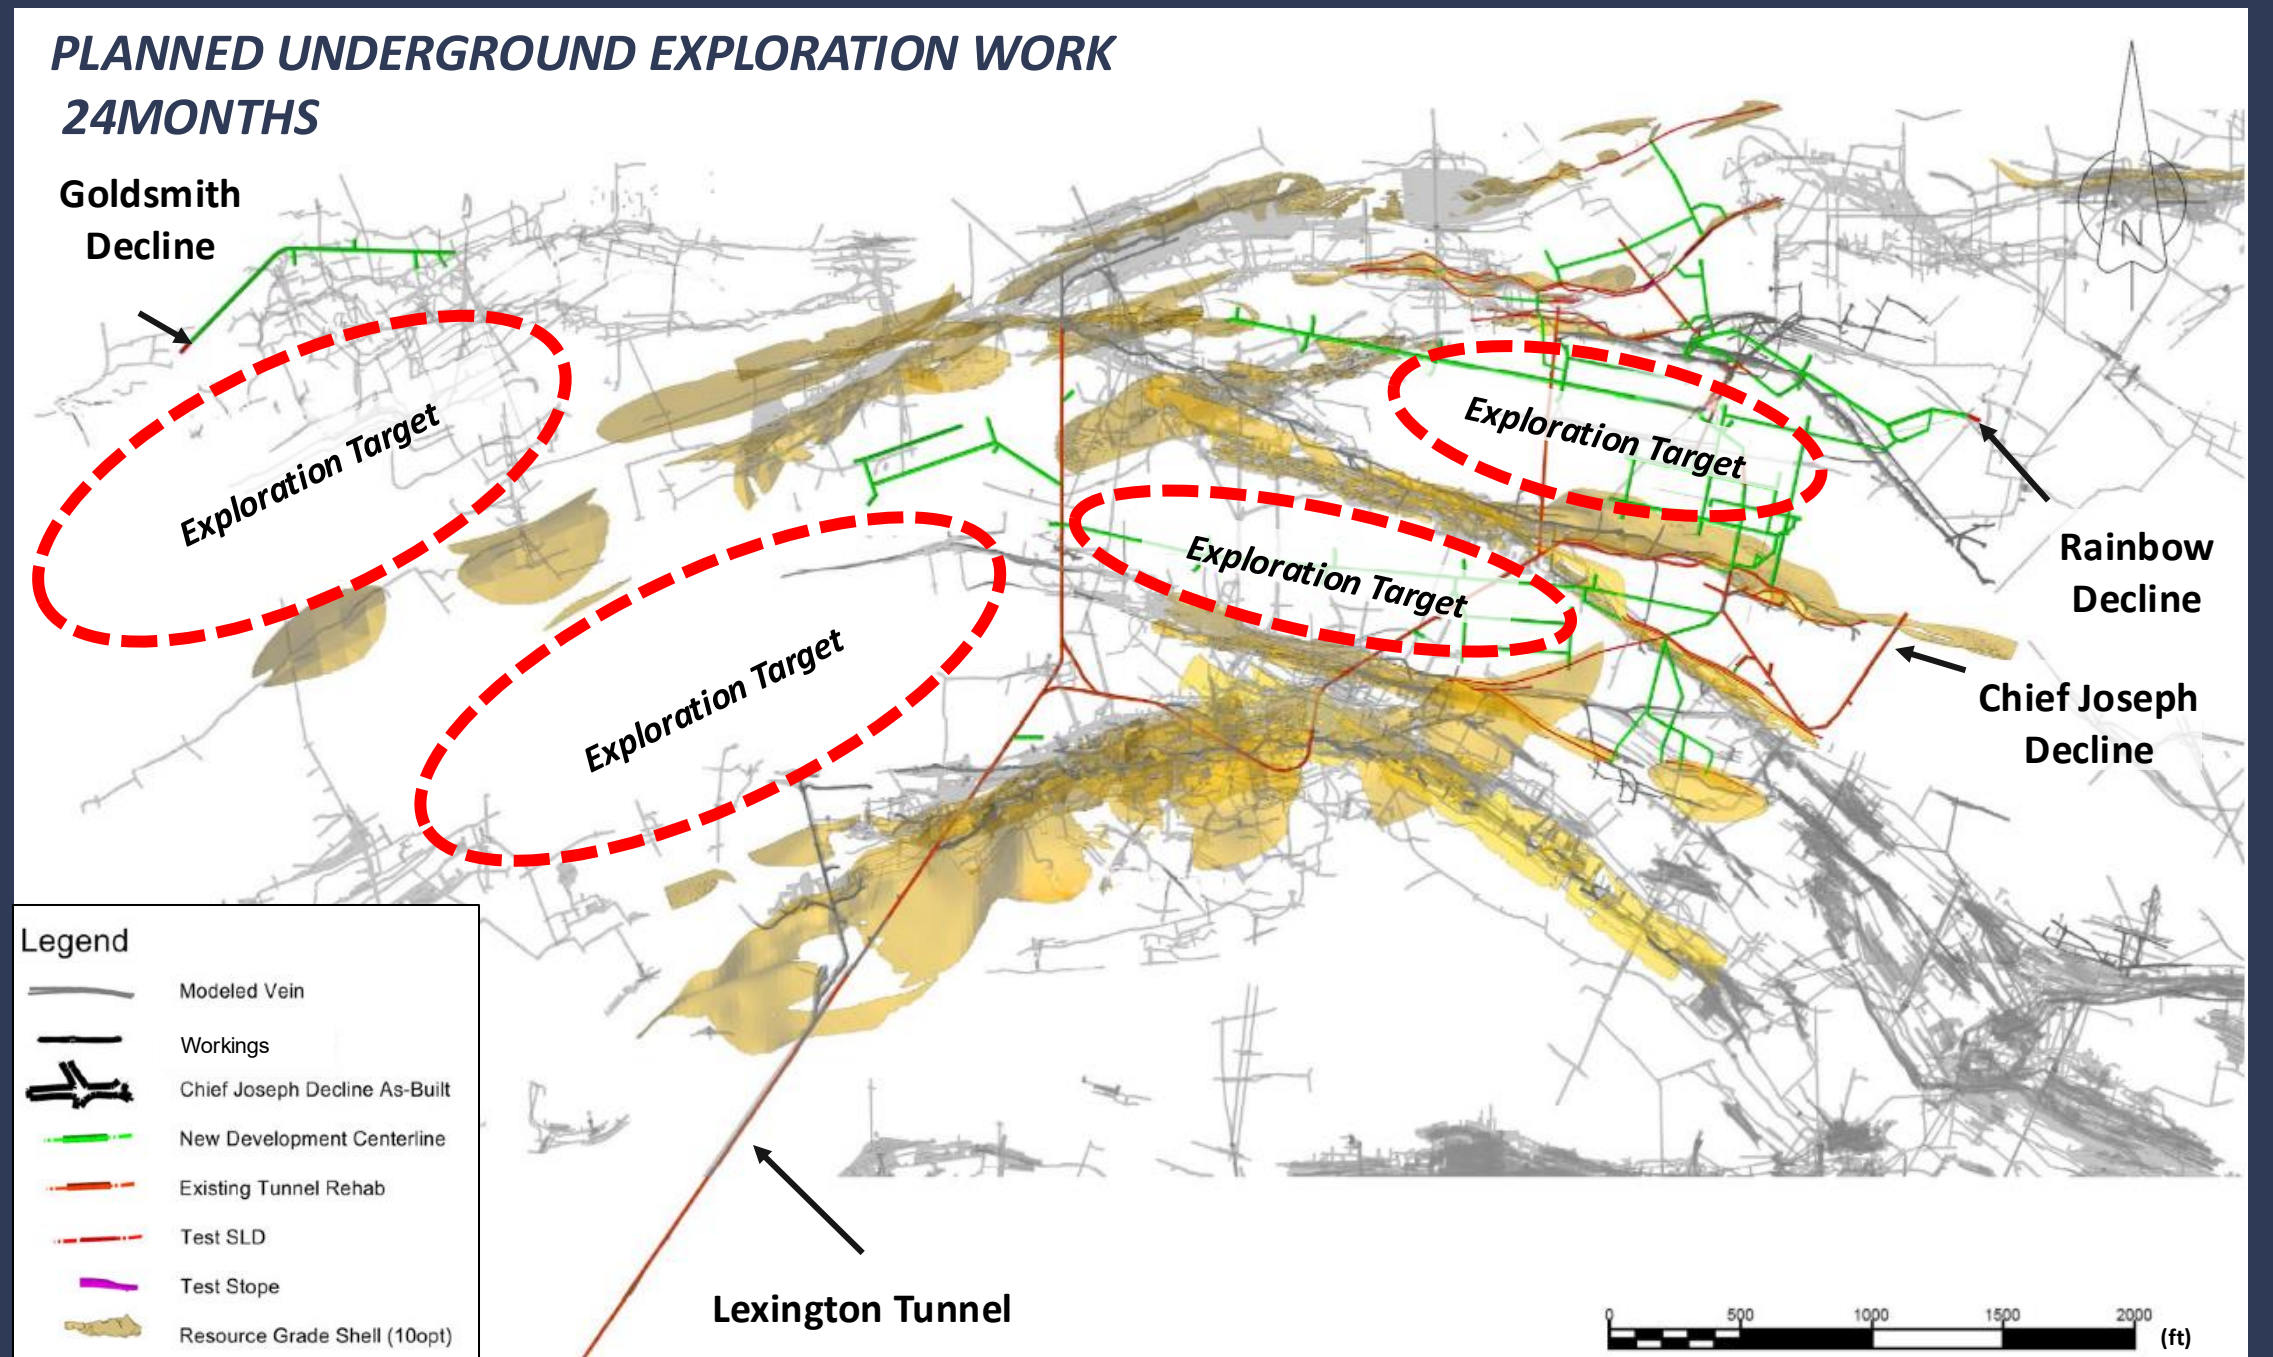 PLANNED UNDERGROUND EXPLORATION WORK
24MONTHS
Goldsmith
Decline
N
Exploration Target
Exploration Target
Exploration Target
Exploration Target
Rainbow
Decline
Chief Joseph
Decline
Lexington Tunnel
Legend
Modeled Vein
Workings
Chief Joseph Decline As-Built
New Development Centerline
Existing Tunnel Rehab
Test SLD
Test Stope
Resource Grade Shell (10opt)
0 500 1000 1500 2000
(ft)